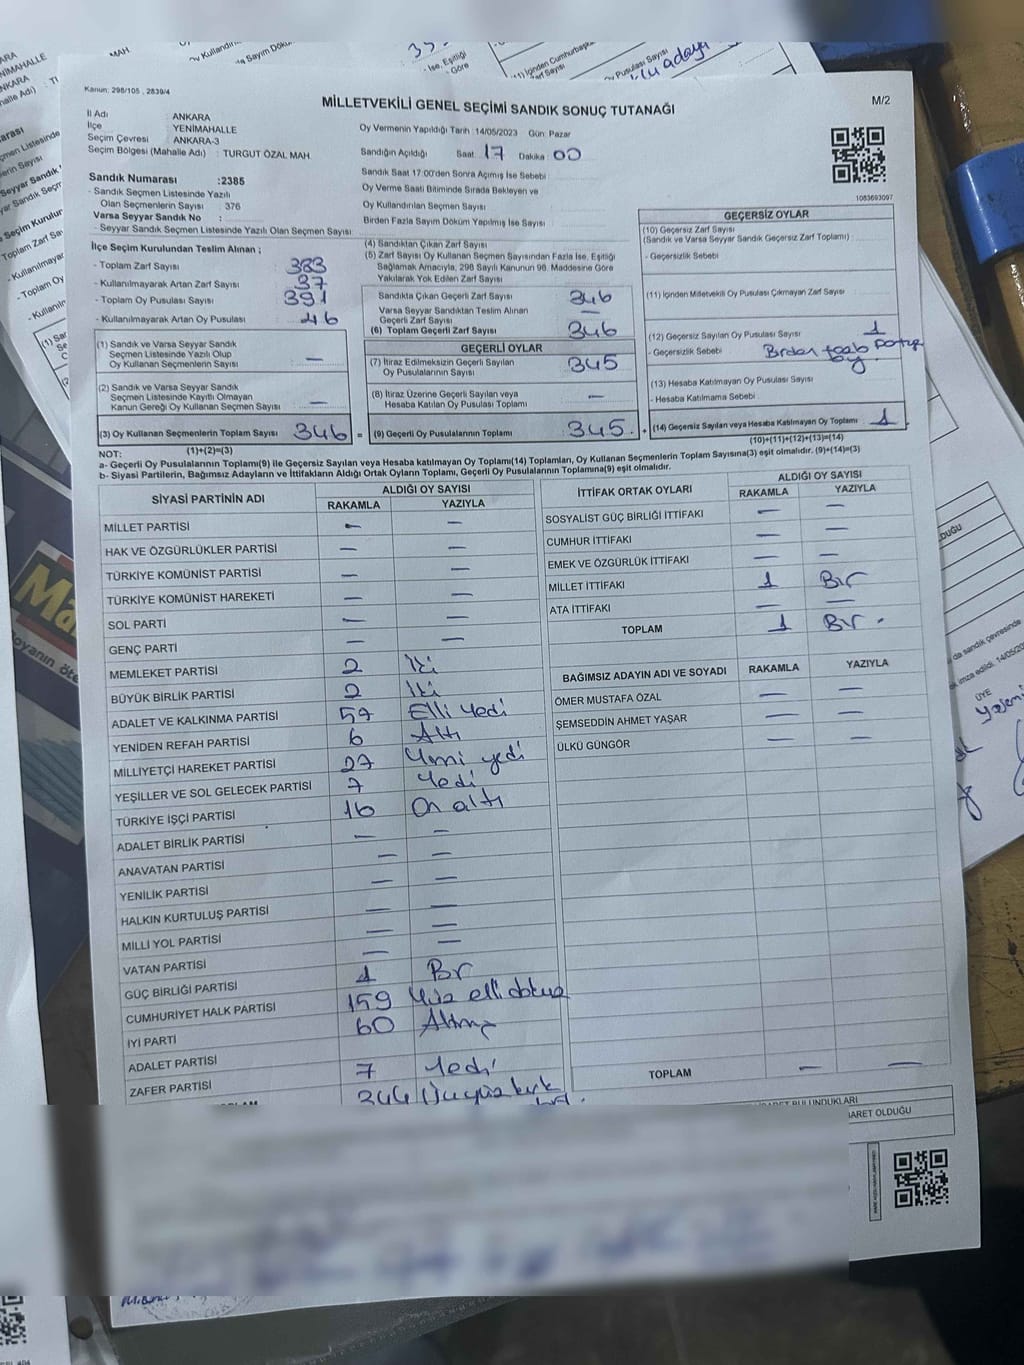 Kanun: 298/105 , 2839/4
MİLLETVEKİLİ GENEL SEÇİMİ SANDIK SONUÇ TUTANAĞI
M/2
İl Adı : ANKARA
İlçe : YENİMAHALLE
Seçim Çevresi : ANKARA-3
Seçim Bölgesi (Mahalle Adı) : TURGUT ÖZAL MAH.
Oy Vermenin Yapıldığı Tarih :14/05/2023 Gün: Pazar
Sandığın Açıldığı Saat 17 Dakika 00
Sandık Saat 17.00'den Sonra Açımış İse Sebebi
Oy Verme Saati Bitiminde Sırada Bekleyen ve
Oy Kullandırılan Seçmen Sayısı
Birden Fazla Sayım Döküm Yapılmış İse Sayısı
1083693097
Sandık Numarası :2385
- Sandık Seçmen Listesinde Yazılı
Olan Seçmenlerin Sayısı : 376
Varsa Seyyar Sandık No :
- Seyyar Sandık Seçmen Listesinde Yazılı Olan Seçmen Sayısı:
İlçe Seçim Kurulundan Teslim Alınan ;
- Toplam Zarf Sayısı : 383
- Kullanılmayarak Artan Zarf Sayısı : 37
- Toplam Oy Pusulası Sayısı : 391
- Kullanılmayarak Artan Oy Pusulası : 46
(1) Sandık ve Varsa Seyyar Sandık
Seçmen Listesinde Yazılı Olup
Oy Kullanan Seçmenlerin Sayısı : —
(2) Sandık ve Varsa Seyyar Sandık
Seçmen Listesinde Kayıtlı Olmayan
Kanun Gereği Oy Kullanan Seçmen Sayısı : —
(3) Oy Kullanan Seçmenlerin Toplam Sayısı : 346 =
(1)+(2)=(3)
(4) Sandıktan Çıkan Zarf Sayısı
(5) Zarf Sayısı Oy Kullanan Seçmen Sayısından Fazla İse, Eşitliği
Sağlamak Amacıyla, 298 Sayılı Kanunun 98. Maddesine Göre
Yakılarak Yok Edilen Zarf Sayısı
Sandıkta Çıkan Geçerli Zarf Sayısı : 346
Varsa Seyyar Sandıktan Teslim Alınan
Geçerli Zarf Sayısı : —
(6) Toplam Geçerli Zarf Sayısı : 346
GEÇERLİ OYLAR
(7) İtiraz Edilmeksizin Geçerli Sayılan
Oy Pusulalarının Sayısı : 345
(8) İtiraz Üzerine Geçerli Sayılan veya
Hesaba Katılan Oy Pusulası Toplamı : —
(9) Geçerli Oy Pusulalarının Toplamı : 345 +
GEÇERSİZ OYLAR
(10) Geçersiz Zarf Sayısı
(Sandık ve Varsa Seyyar Sandık Geçersiz Zarf Toplamı) :
- Geçersizlik Sebebi
(11) İçinden Milletvekili Oy Pusulası Çıkmayan Zarf Sayısı :
(12) Geçersiz Sayılan Oy Pusulası Sayısı : 1
- Geçersizlik Sebebi : Birden fazla
oy
(13) Hesaba Katılmayan Oy Pusulası Sayısı
- Hesaba Katılmama Sebebi
(14) Geçersiz Sayılan veya Hesaba Katılmayan Oy Toplamı : 1
(10)+(11)+(12)+(13)=(14)
NOT:
a- Geçerli Oy Pusulalarının Toplamı(9) ile Geçersiz Sayılan veya Hesaba katılmayan Oy Toplamı(14) Toplamları, Oy Kullanan Seçmenlerin Toplam Sayısına(3) eşit olmalıdır. (9)+(14)=(3)
b- Siyasi Partilerin, Bağımsız Adayların ve İttifakların Aldığı Ortak Oyların Toplamı, Geçerli Oy Pusulalarının Toplamına(9) eşit olmalıdır.
SİYASİ PARTİNİN ADI ALDIĞI OY SAYISI
RAKAMLA YAZIYLA
MİLLET PARTİSİ — —
HAK VE ÖZGÜRLÜKLER PARTİSİ — —
TÜRKİYE KOMÜNİST PARTİSİ — —
TÜRKİYE KOMÜNİST HAREKETİ — —
SOL PARTİ — —
GENÇ PARTİ — —
MEMLEKET PARTİSİ 2 İki
BÜYÜK BİRLİK PARTİSİ 2 İki
ADALET VE KALKINMA PARTİSİ 57 Elli Yedi
YENİDEN REFAH PARTİSİ 6 Altı
MİLLİYETÇİ HAREKET PARTİSİ 27 Yirmi yedi
YEŞİLLER VE SOL GELECEK PARTİSİ 7 Yedi
TÜRKİYE İŞÇİ PARTİSİ 16 On altı
ADALET BİRLİK PARTİSİ — —
ANAVATAN PARTİSİ — —
YENİLİK PARTİSİ — —
HALKIN KURTULUŞ PARTİSİ — —
MİLLİ YOL PARTİSİ — —
VATAN PARTİSİ —
GÜÇ BİRLİĞİ PARTİSİ 1 Bir
CUMHURİYET HALK PARTİSİ 159 Yüz elli dokuz
İYİ PARTİ 60 Altmış
ADALET PARTİSİ
ZAFER PARTİSİ 7 Yedi
344 Üçyüz kırk
İTTİFAK ORTAK OYLARI ALDIĞI OY SAYISI
RAKAMLA YAZIYLA
SOSYALİST GÜÇ BİRLİĞİ İTTİFAKI — —
CUMHUR İTTİFAKI — —
EMEK VE ÖZGÜRLÜK İTTİFAKI — —
MİLLET İTTİFAKI 1 Bir
ATA İTTİFAKI — —
TOPLAM 1 Bir .
BAĞIMSIZ ADAYIN ADI VE SOYADI RAKAMLA YAZIYLA
ÖMER MUSTAFA ÖZAL — —
ŞEMSEDDİN AHMET YAŞAR — —
ÜLKÜ GÜNGÖR — —
TOPLAM — —
BULUNDUKLARI
İBARET OLDUĞU